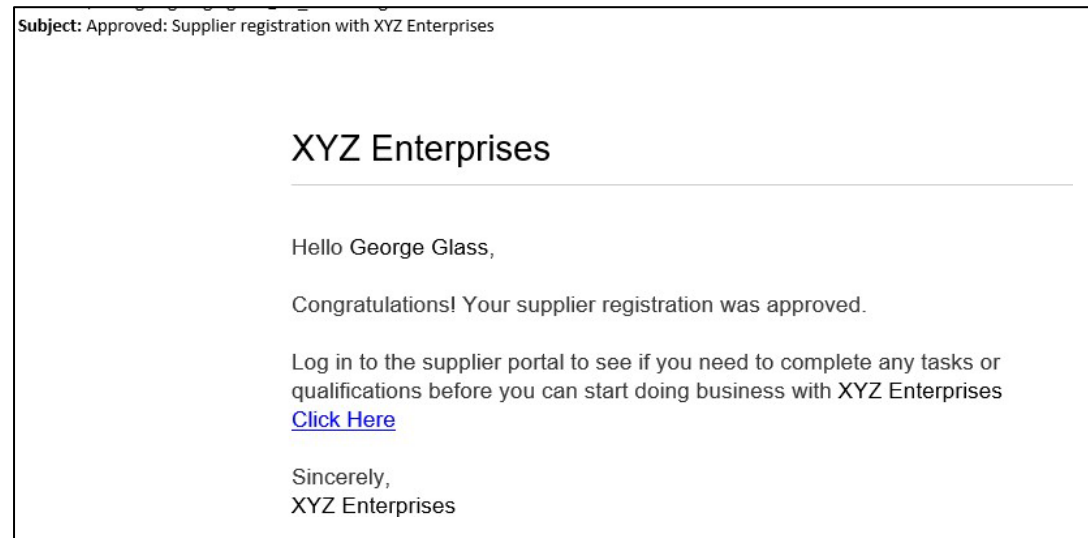 Subject: Approved: Supplier registration with XYZ Enterprises
XYZ Enterprises
Hello George Glass,
Congratulations! Your supplier registration was approved.
Log in to the supplier portal to see if you need to complete any tasks or
qualifications before you can start doing business with XYZ Enterprises
Click Here
Sincerely,
XYZ Enterprises